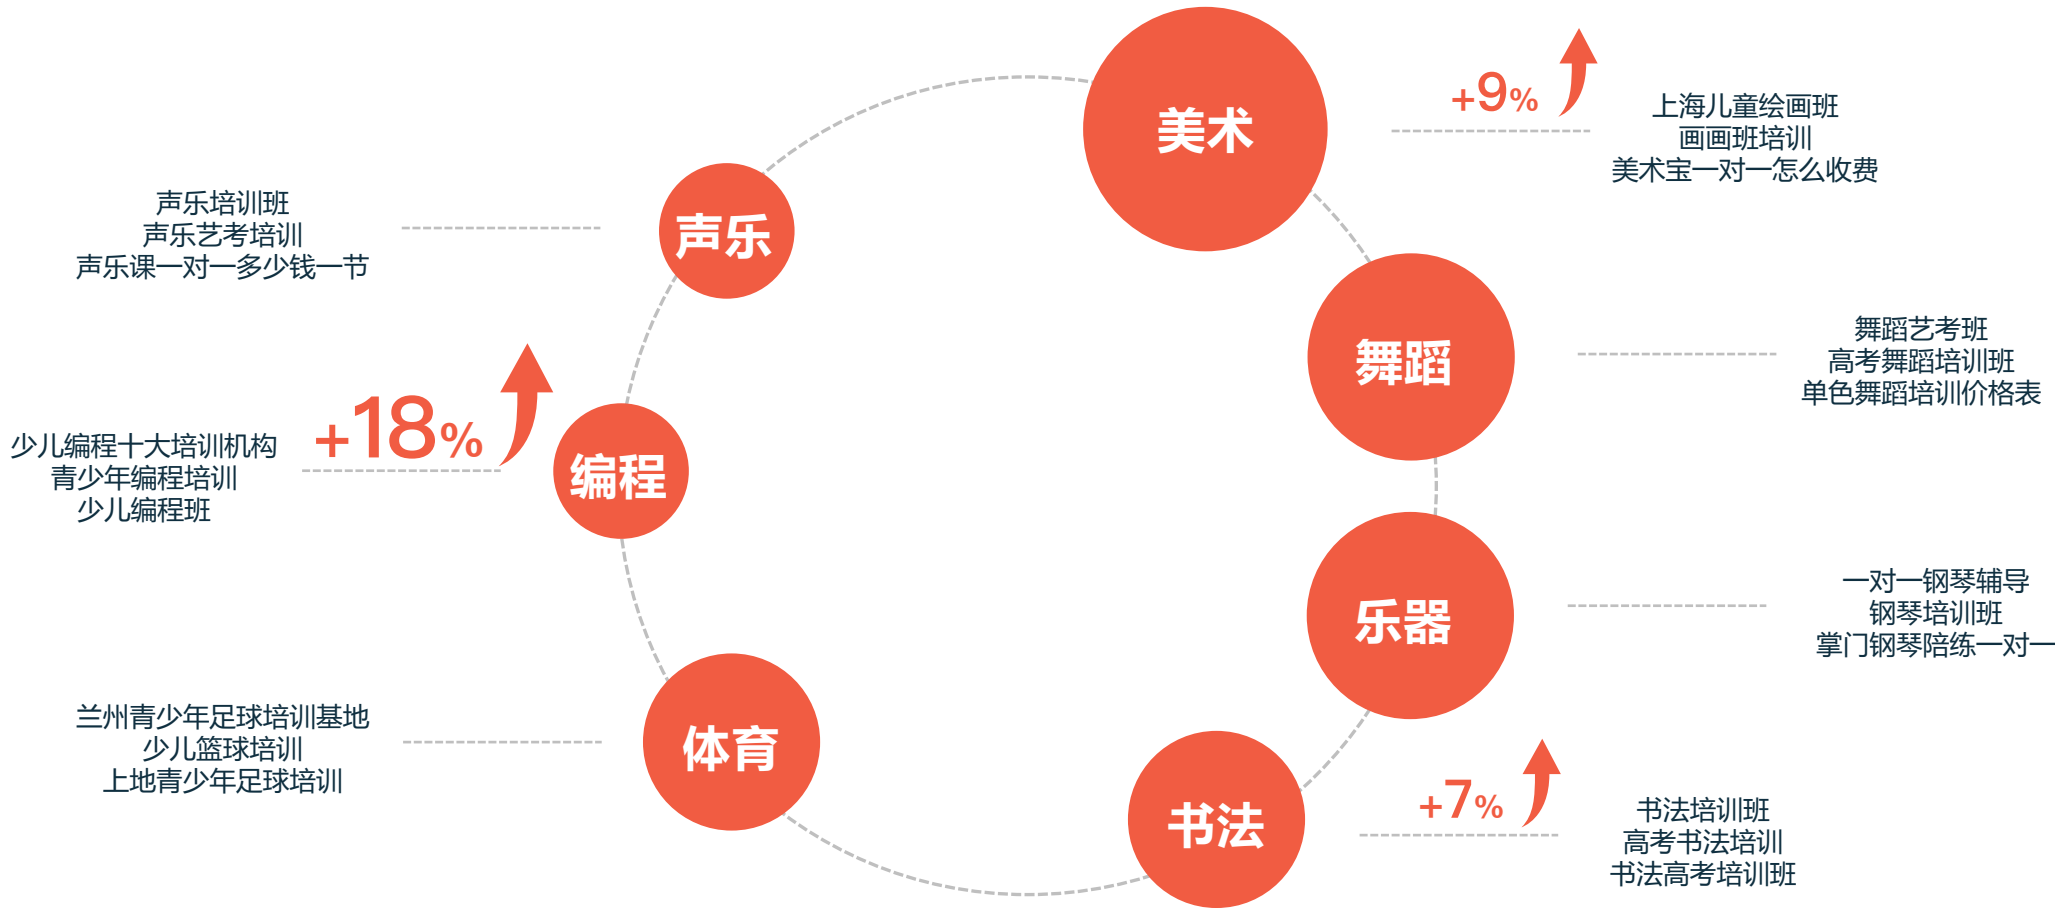 美术
+9%
上海儿童绘画班
画画班培训
美术宝一对一怎么收费
声乐培训班
声乐艺考培训
声乐课一对一多少钱一节
声乐
舞蹈
舞蹈艺考班
高考舞蹈培训班
单色舞蹈培训价格表
少儿编程十大培训机构
青少年编程培训
少儿编程班
+18%
编程
乐器
一对一钢琴辅导
钢琴培训班
掌门钢琴陪练一对一
兰州青少年足球培训基地
少儿篮球培训
上地青少年足球培训
体育
书法
+7%
书法培训班
高考书法培训
书法高考培训班